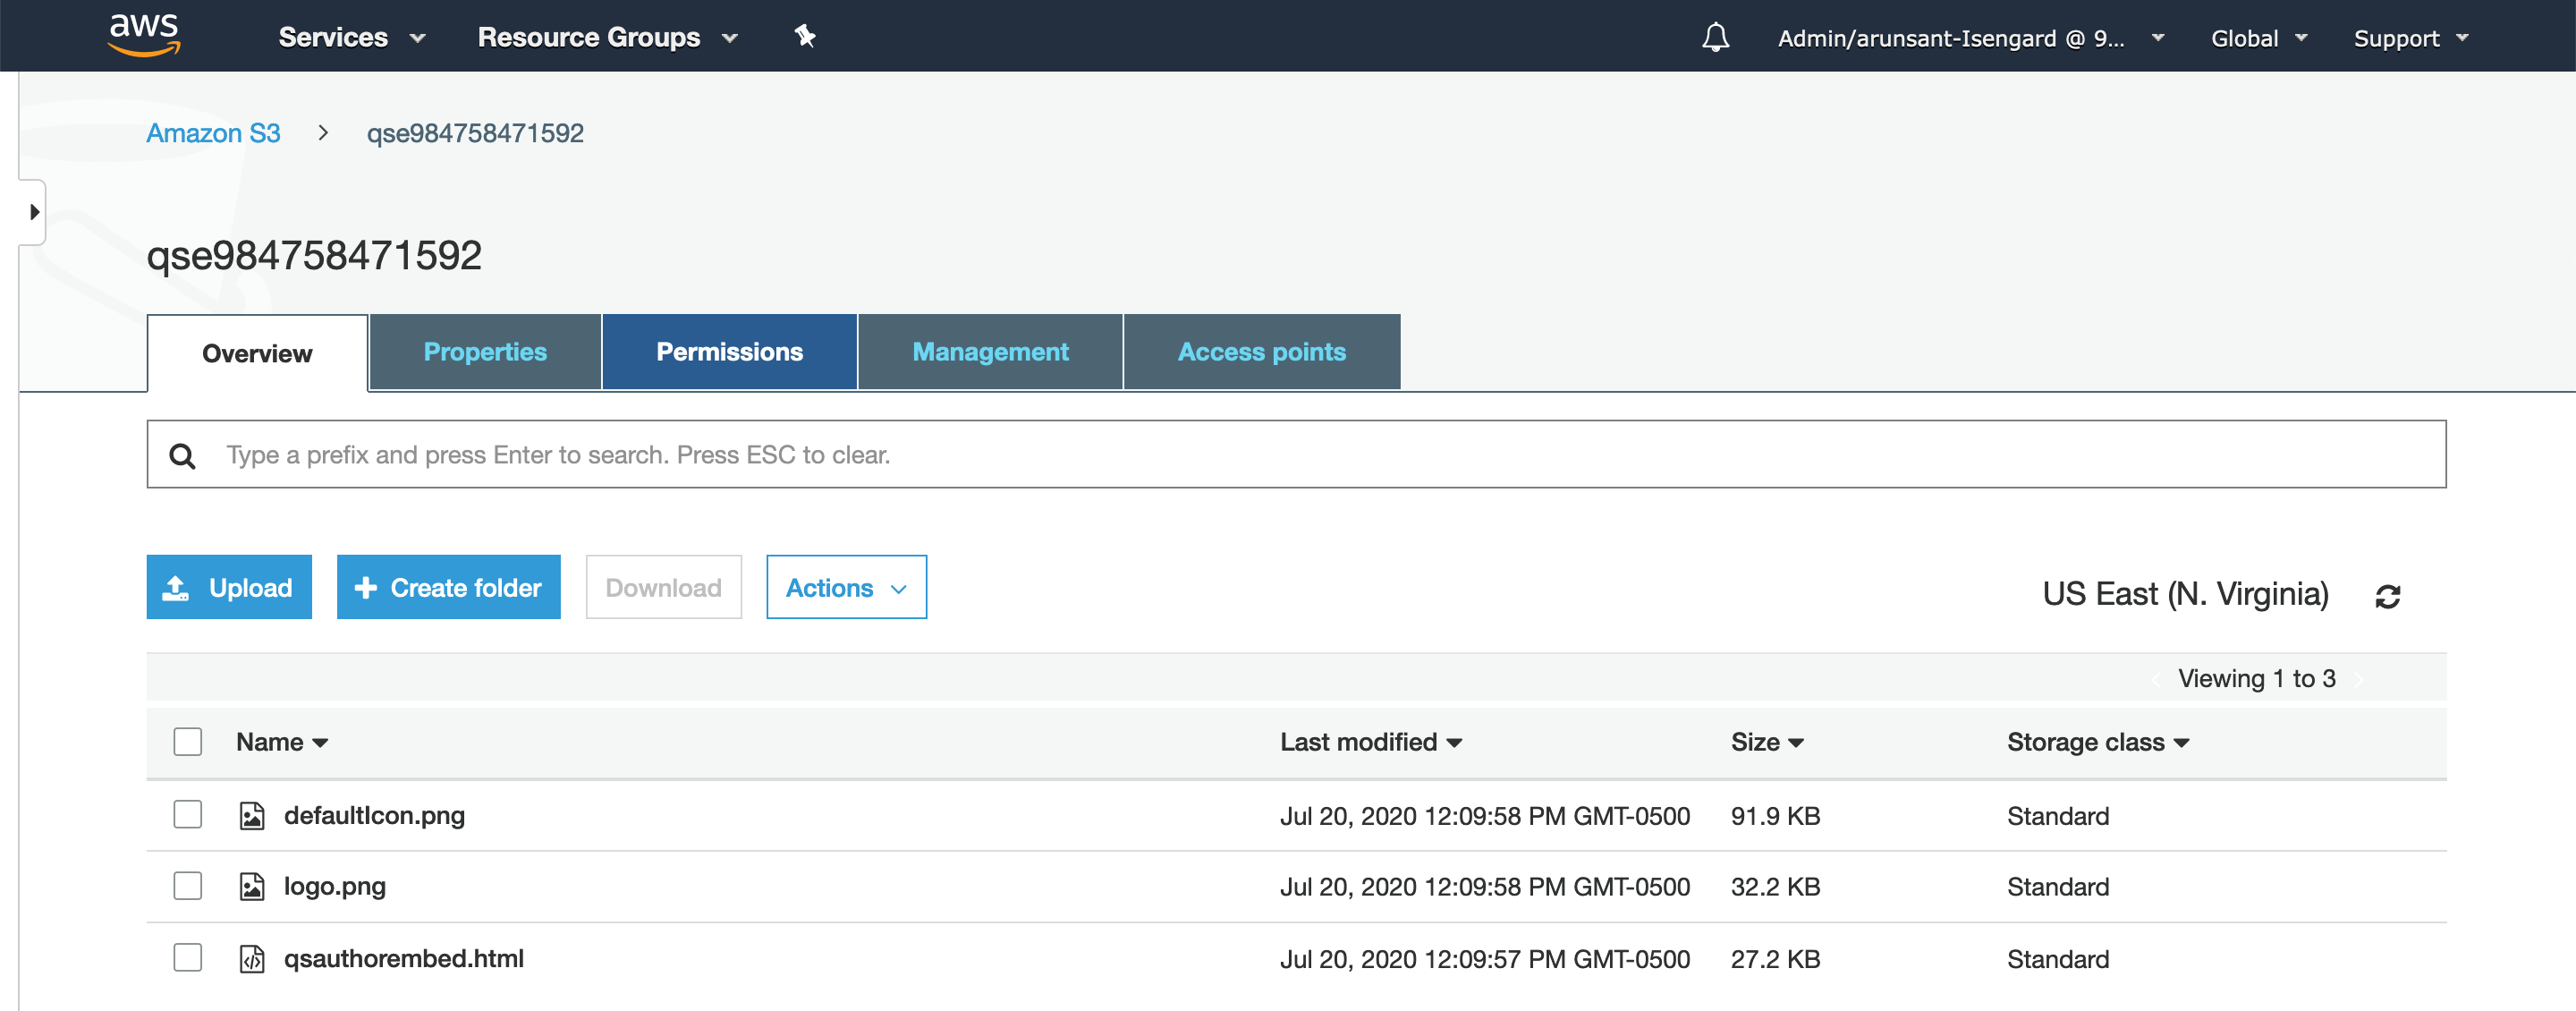 aws Services Resource Groups Admin/arunsant-Isengard @ 9... Global Support
Amazon S3 > qse984758471592
qse984758471592
Overview Properties Permissions Management Access points
Type a prefix and press Enter to search. Press ESC to clear.
Upload Create folder Download Actions US East (N. Virginia)
Viewing 1 to 3
Name Last modified Size Storage class
defaultIcon.png Jul 20, 2020 12:09:58 PM GMT-0500 91.9 KB Standard
logo.png Jul 20, 2020 12:09:58 PM GMT-0500 32.2 KB Standard
qsauthorembed.html Jul 20, 2020 12:09:57 PM GMT-0500 27.2 KB Standard